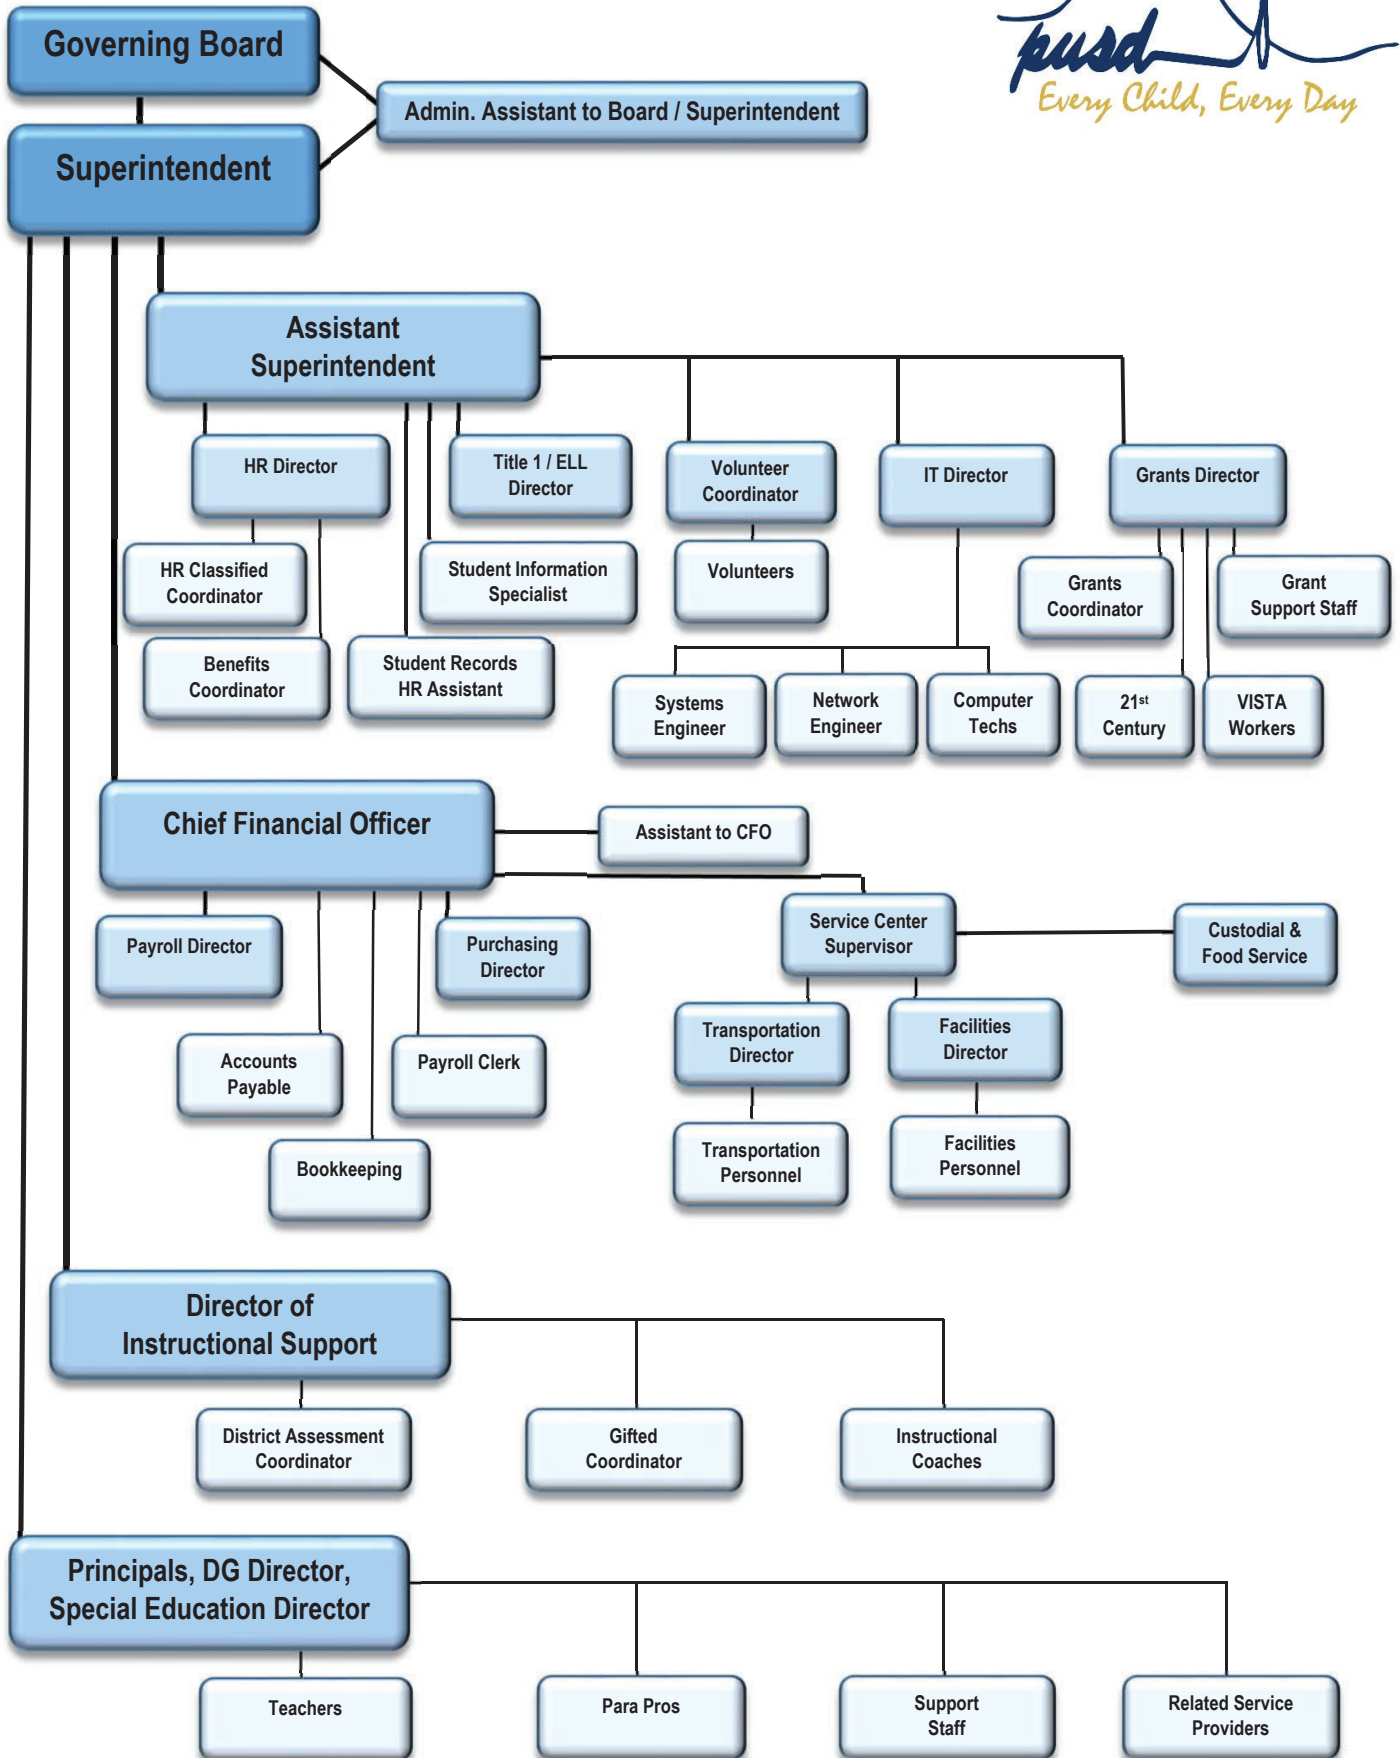 pusd
Every Child, Every Day
Governing Board
Admin. Assistant to Board / Superintendent
Superintendent
Assistant
Superintendent
HR Director
Title 1 / ELL
Director
Volunteer
Coordinator
IT Director
Grants Director
HR Classified
Coordinator
Student Information
Specialist
Volunteers
Grants
Coordinator
Grant
Support Staff
Benefits
Coordinator
Student Records
HR Assistant
Systems
Engineer
Network
Engineer
Computer
Techs
21st
Century
VISTA
Workers
Chief Financial Officer
Assistant to CFO
Payroll Director
Purchasing
Director
Service Center
Supervisor
Custodial &
Food Service
Accounts
Payable
Payroll Clerk
Transportation
Director
Facilities
Director
Bookkeeping
Transportation
Personnel
Facilities
Personnel
Director of
Instructional Support
District Assessment
Coordinator
Gifted
Coordinator
Instructional
Coaches
Principals, DG Director,
Special Education Director
Teachers
Para Pros
Support
Staff
Related Service
Providers